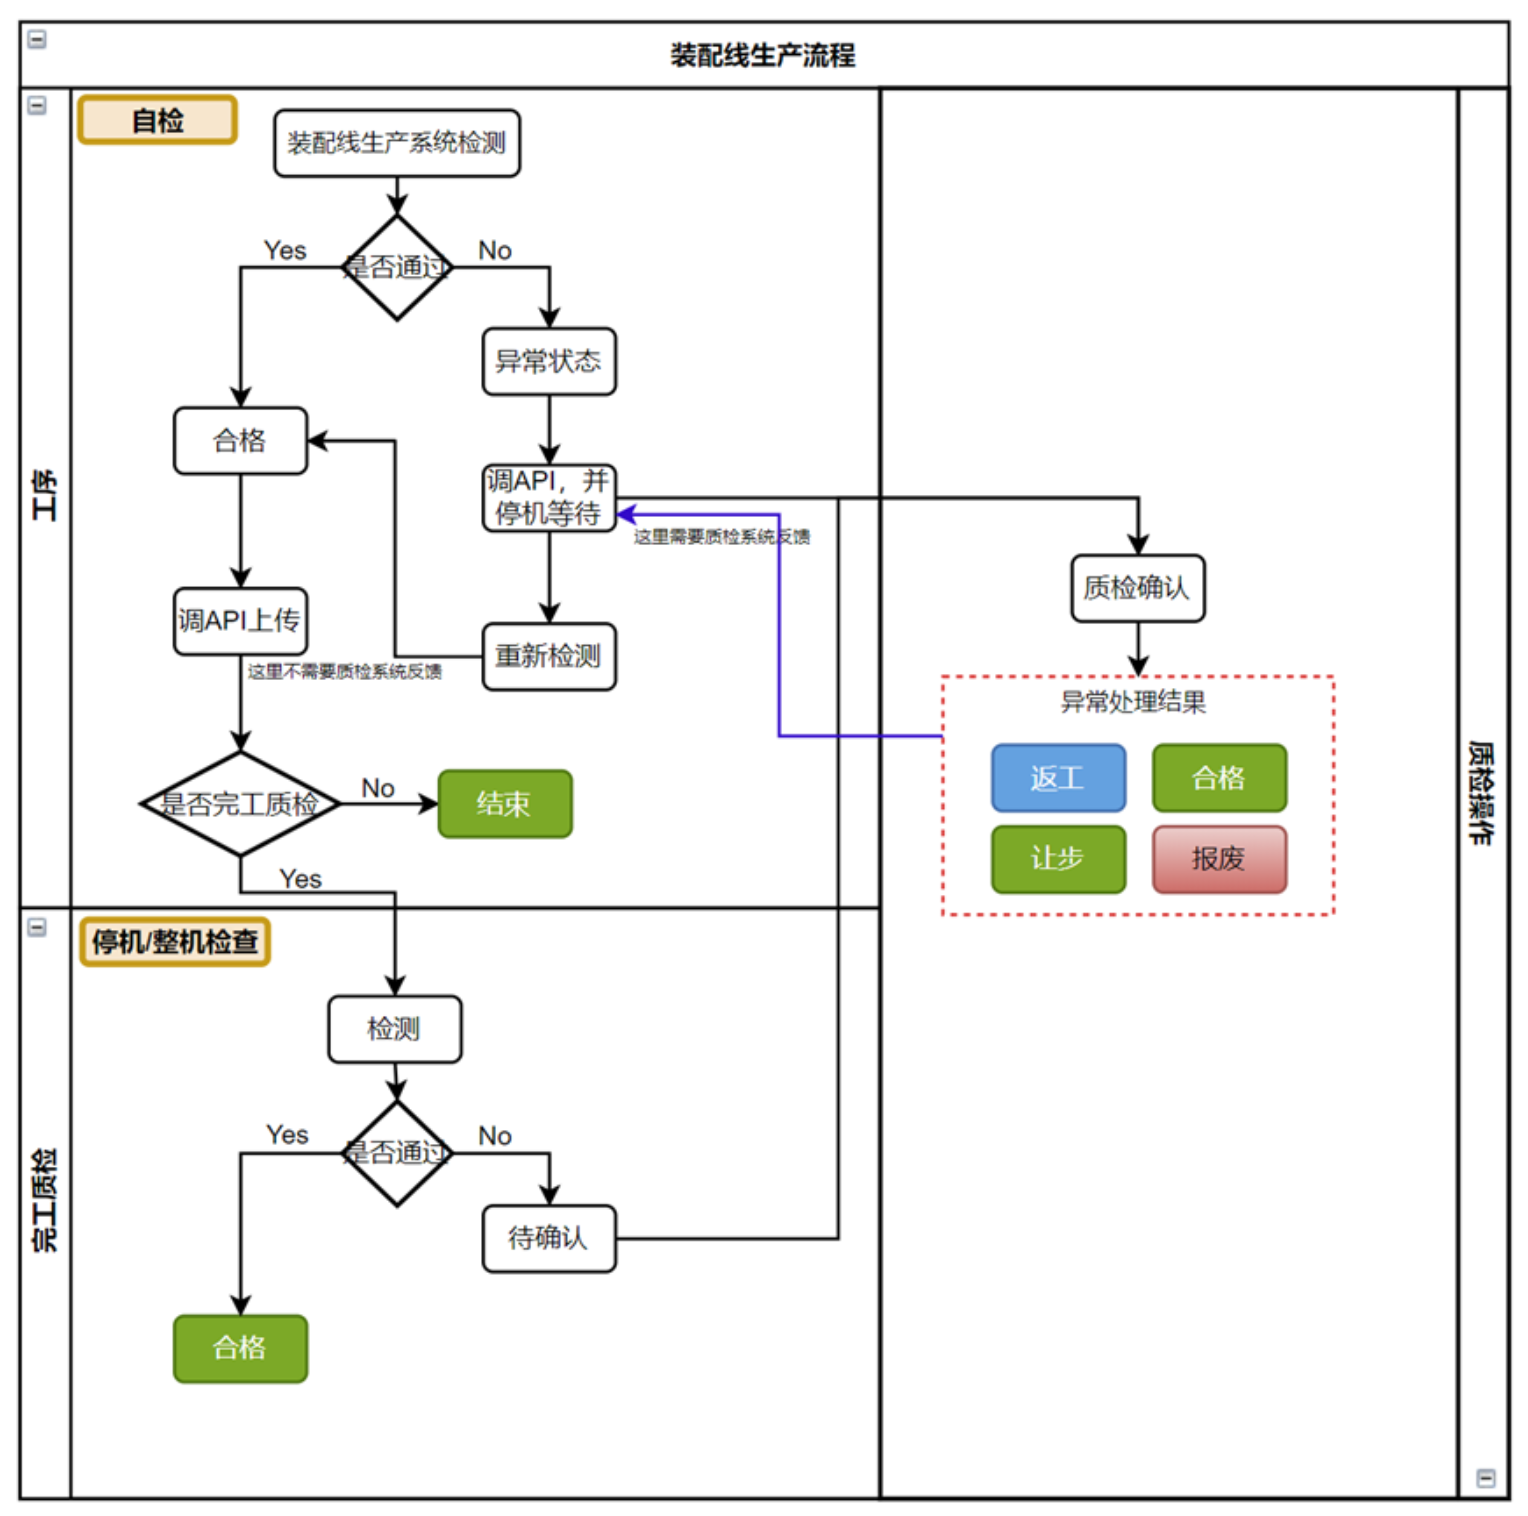 装配线生产流程
自检
装配线生产系统检测
是否通过
Yes
No
异常状态
合格
调API，并
停机等待
这里需要质检系统反馈
质检确认
调API上传
这里不需要质检系统反馈
重新检测
异常处理结果
返工
合格
让步
报废
是否完工质检
No
结束
Yes
工序
质检操作
停机/整机检查
检测
是否通过
Yes
No
待确认
合格
完工质检